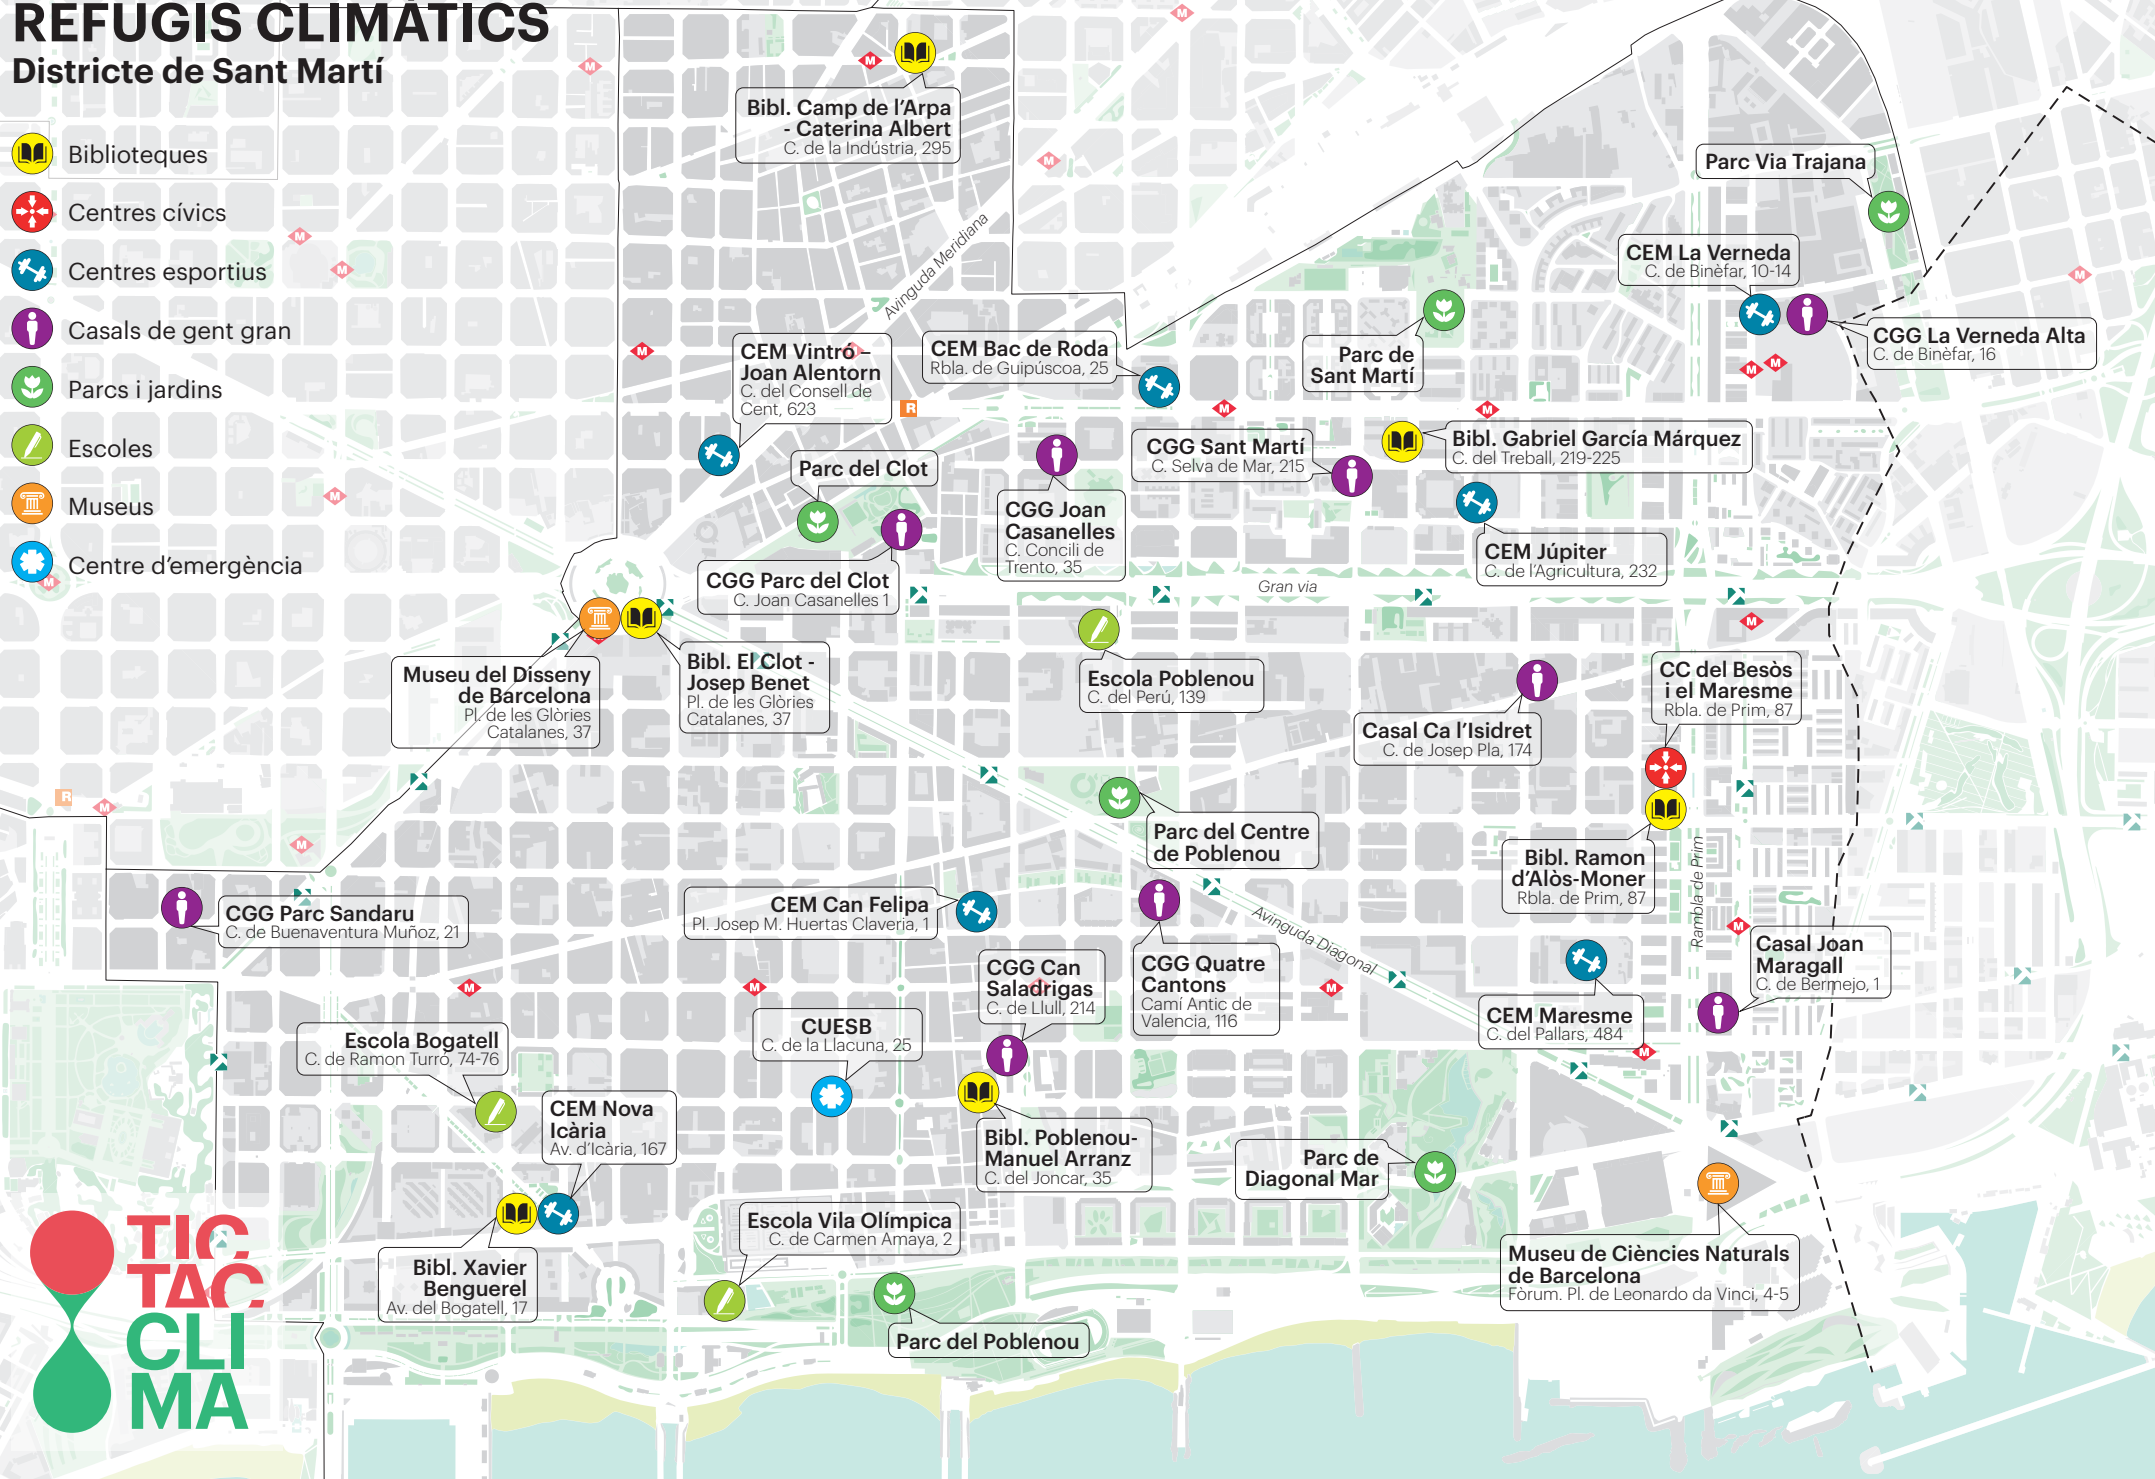 REFUGIS CLIMÀTICS
Districte de Sant Martí
Biblioteques
Centres cívics
Centres esportius
Casals de gent gran
Parcs i jardins
Escoles
Museus
Centre d'emergència
M
Bibl. Camp de l'Arpa
- Caterina Albert
C. de la Indústria, 295
Avinguda Meridiana
Parc Via Trajana
CEM La Verneda
C. de Binèfar, 10-14
CGG La Verneda Alta
C. de Binèfar, 16
CEM Vintró –
Joan Alentorn
C. del Consell de
Cent, 623
CEM Bac de Roda
Rbla. de Guipúscoa, 25
R
Parc de
Sant Martí
Parc del Clot
CGG Sant Martí
C. Selva de Mar, 215
Bibl. Gabriel García Márquez
C. del Treball, 219-225
CGG Joan
Casanelles
C. Concili de
Trento, 35
CEM Júpiter
C. de l'Agricultura, 232
CGG Parc del Clot
C. Joan Casanelles 1
Gran via
Museu del Disseny
de Barcelona
Pl. de les Glòries
Catalanes, 37
Bibl. El Clot -
Josep Benet
Pl. de les Glòries
Catalanes, 37
Escola Poblenou
C. del Perú, 139
Casal Ca l'Isidret
C. de Josep Pla, 174
CC del Besòs
i el Maresme
Rbla. de Prim, 87
R
Parc del Centre
de Poblenou
Bibl. Ramon
d'Alòs-Moner
Rbla. de Prim, 87
Rambla de Prim
CGG Parc Sandaru
C. de Buenaventura Muñoz, 21
CEM Can Felipa
Pl. Josep M. Huertas Claveria, 1
Avinguda Diagonal
CGG Can
Saladrigas
C. de Llull, 214
CGG Quatre
Cantons
Camí Antic de
Valencia, 116
Casal Joan
Maragall
C. de Bermejo, 1
CEM Maresme
C. del Pallars, 484
Escola Bogatell
C. de Ramon Turró, 74-76
CUESB
C. de la Llacuna, 25
CEM Nova
Icària
Av. d'Icària, 167
Bibl. Poblenou-
Manuel Arranz
C. del Joncar, 35
Parc de
Diagonal Mar
Escola Vila Olímpica
C. de Carmen Amaya, 2
Bibl. Xavier
Benguerel
Av. del Bogatell, 17
Museu de Ciències Naturals
de Barcelona
Fòrum. Pl. de Leonardo da Vinci, 4-5
Parc del Poblenou
TIC
TAC
CLI
MA